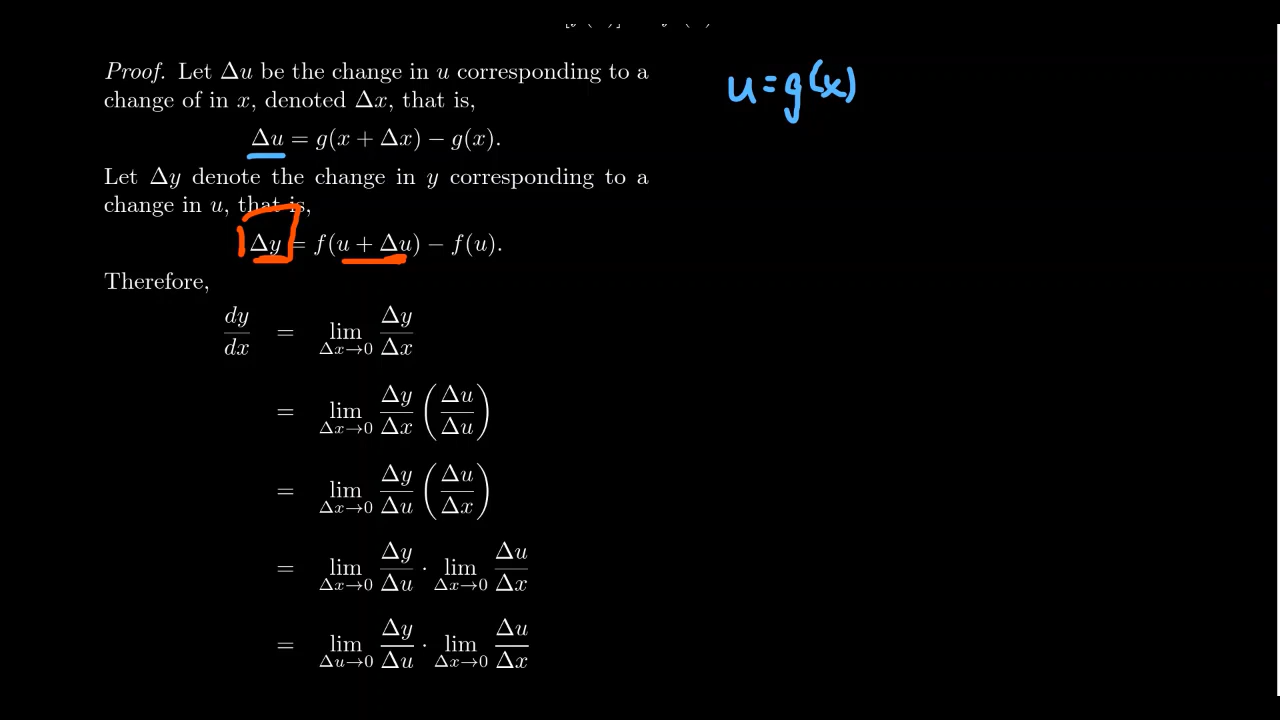 Proof. Let Δu be the change in u corresponding to a
u = g(x)
change of in x, denoted Δx, that is,
Δu = g(x + Δx) − g(x).
Let Δy denote the change in y corresponding to a
change in u, that is,
Δy = f(u + Δu) − f(u).
Therefore,
dy/dx = lim_{Δx→0} Δy/Δx
= lim_{Δx→0} Δy/Δx (Δu/Δu)
= lim_{Δx→0} Δy/Δu (Δu/Δx)
= lim_{Δx→0} Δy/Δu · lim_{Δx→0} Δu/Δx
= lim_{Δu→0} Δy/Δu · lim_{Δx→0} Δu/Δx